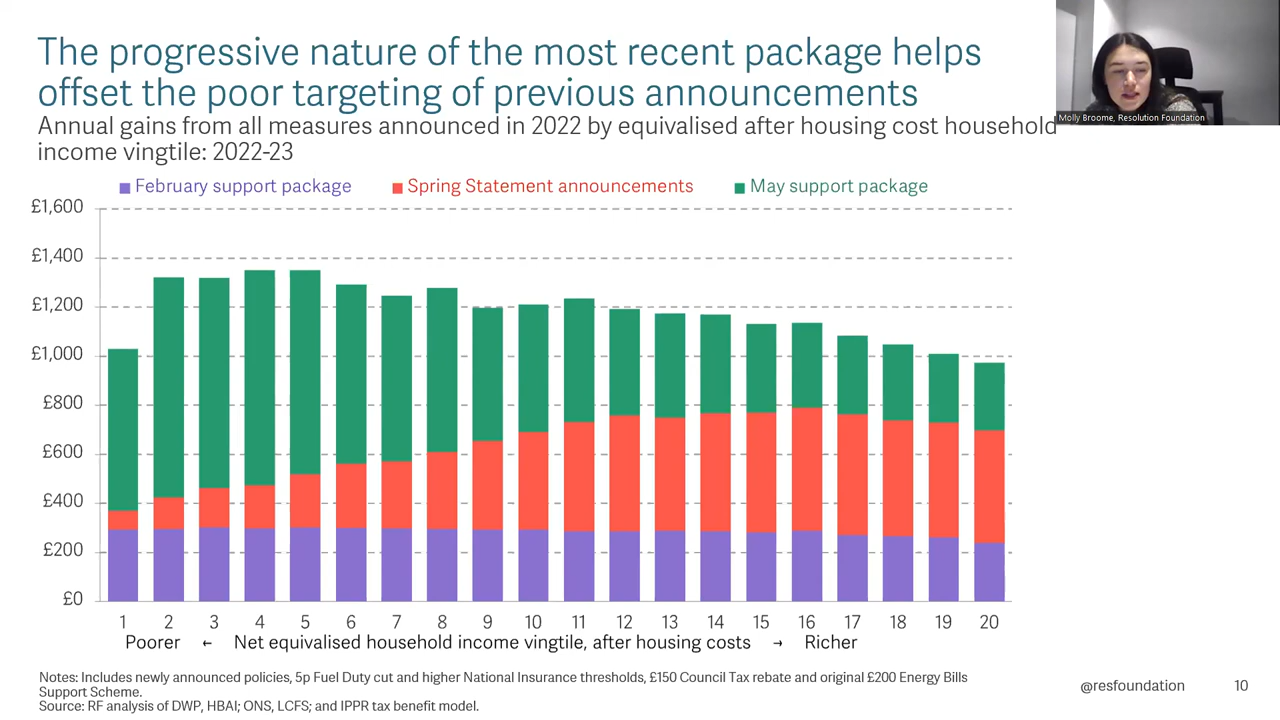 The progressive nature of the most recent package helps
offset the poor targeting of previous announcements
Annual gains from all measures announced in 2022 by equivalised after housing cost household
income vingtile: 2022-23
Molly Broome, Resolution Foundation
February support package Spring Statement announcements May support package
£1,600
£1,400
£1,200
£1,000
£800
£600
£400
£200
£0
1 2 3 4 5 6 7 8 9 10 11 12 13 14 15 16 17 18 19 20
Poorer ← Net equivalised household income vingtile, after housing costs → Richer
Notes: Includes newly announced policies, 5p Fuel Duty cut and higher National Insurance thresholds, £150 Council Tax rebate and original £200 Energy Bills
Support Scheme.
Source: RF analysis of DWP, HBAI; ONS, LCFS; and IPPR tax benefit model.
@resfoundation 10